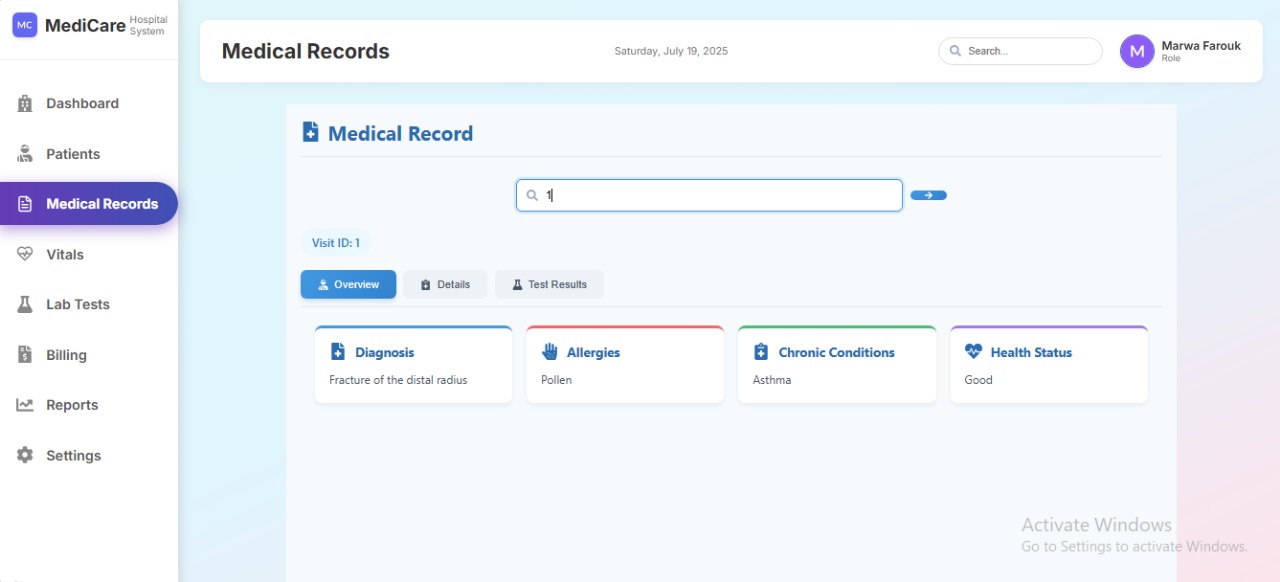 MC
MediCare
Hospital
System
Medical Records
Saturday, July 19, 2025
Search...
M
Marwa Farouk
Role
Dashboard
Patients
Medical Records
Vitals
Lab Tests
Billing
Reports
Settings
Medical Record
1
Visit ID: 1
Overview
Details
Test Results
Diagnosis
Fracture of the distal radius
Allergies
Pollen
Chronic Conditions
Asthma
Health Status
Good
Activate Windows
Go to Settings to activate Windows.